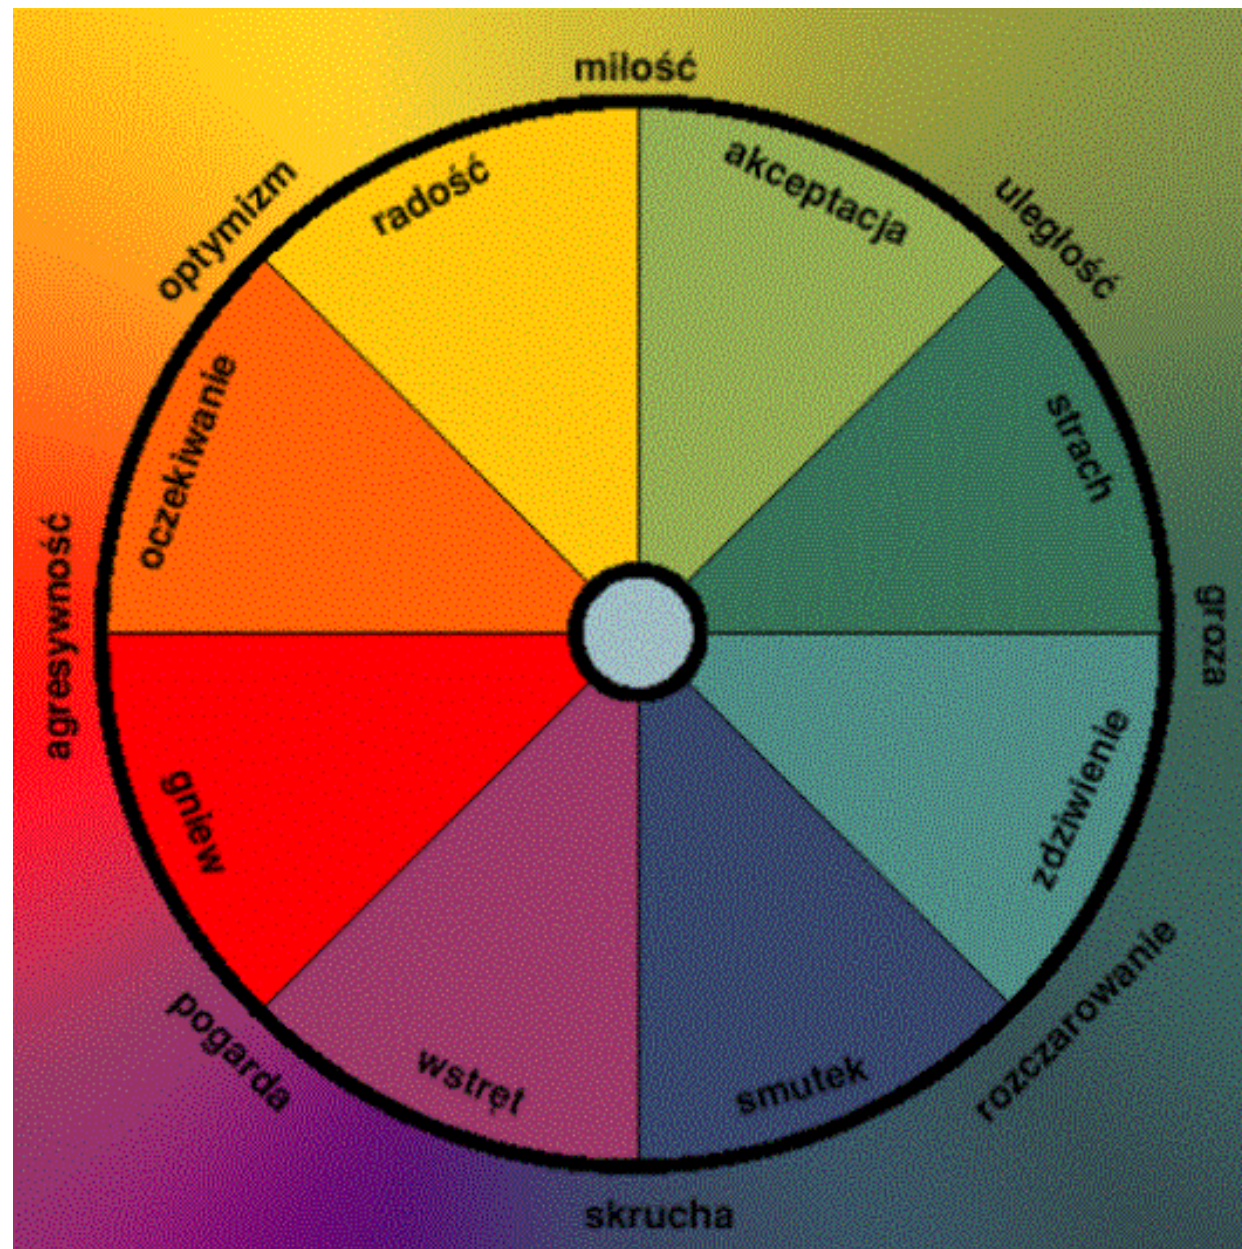 miłość
radość
akceptacja
optymizm
uległość
oczekiwanie
strach
agresywność
groza
gniew
zdziwienie
pogarda
rozczarowanie
wstręt
smutek
skrucha